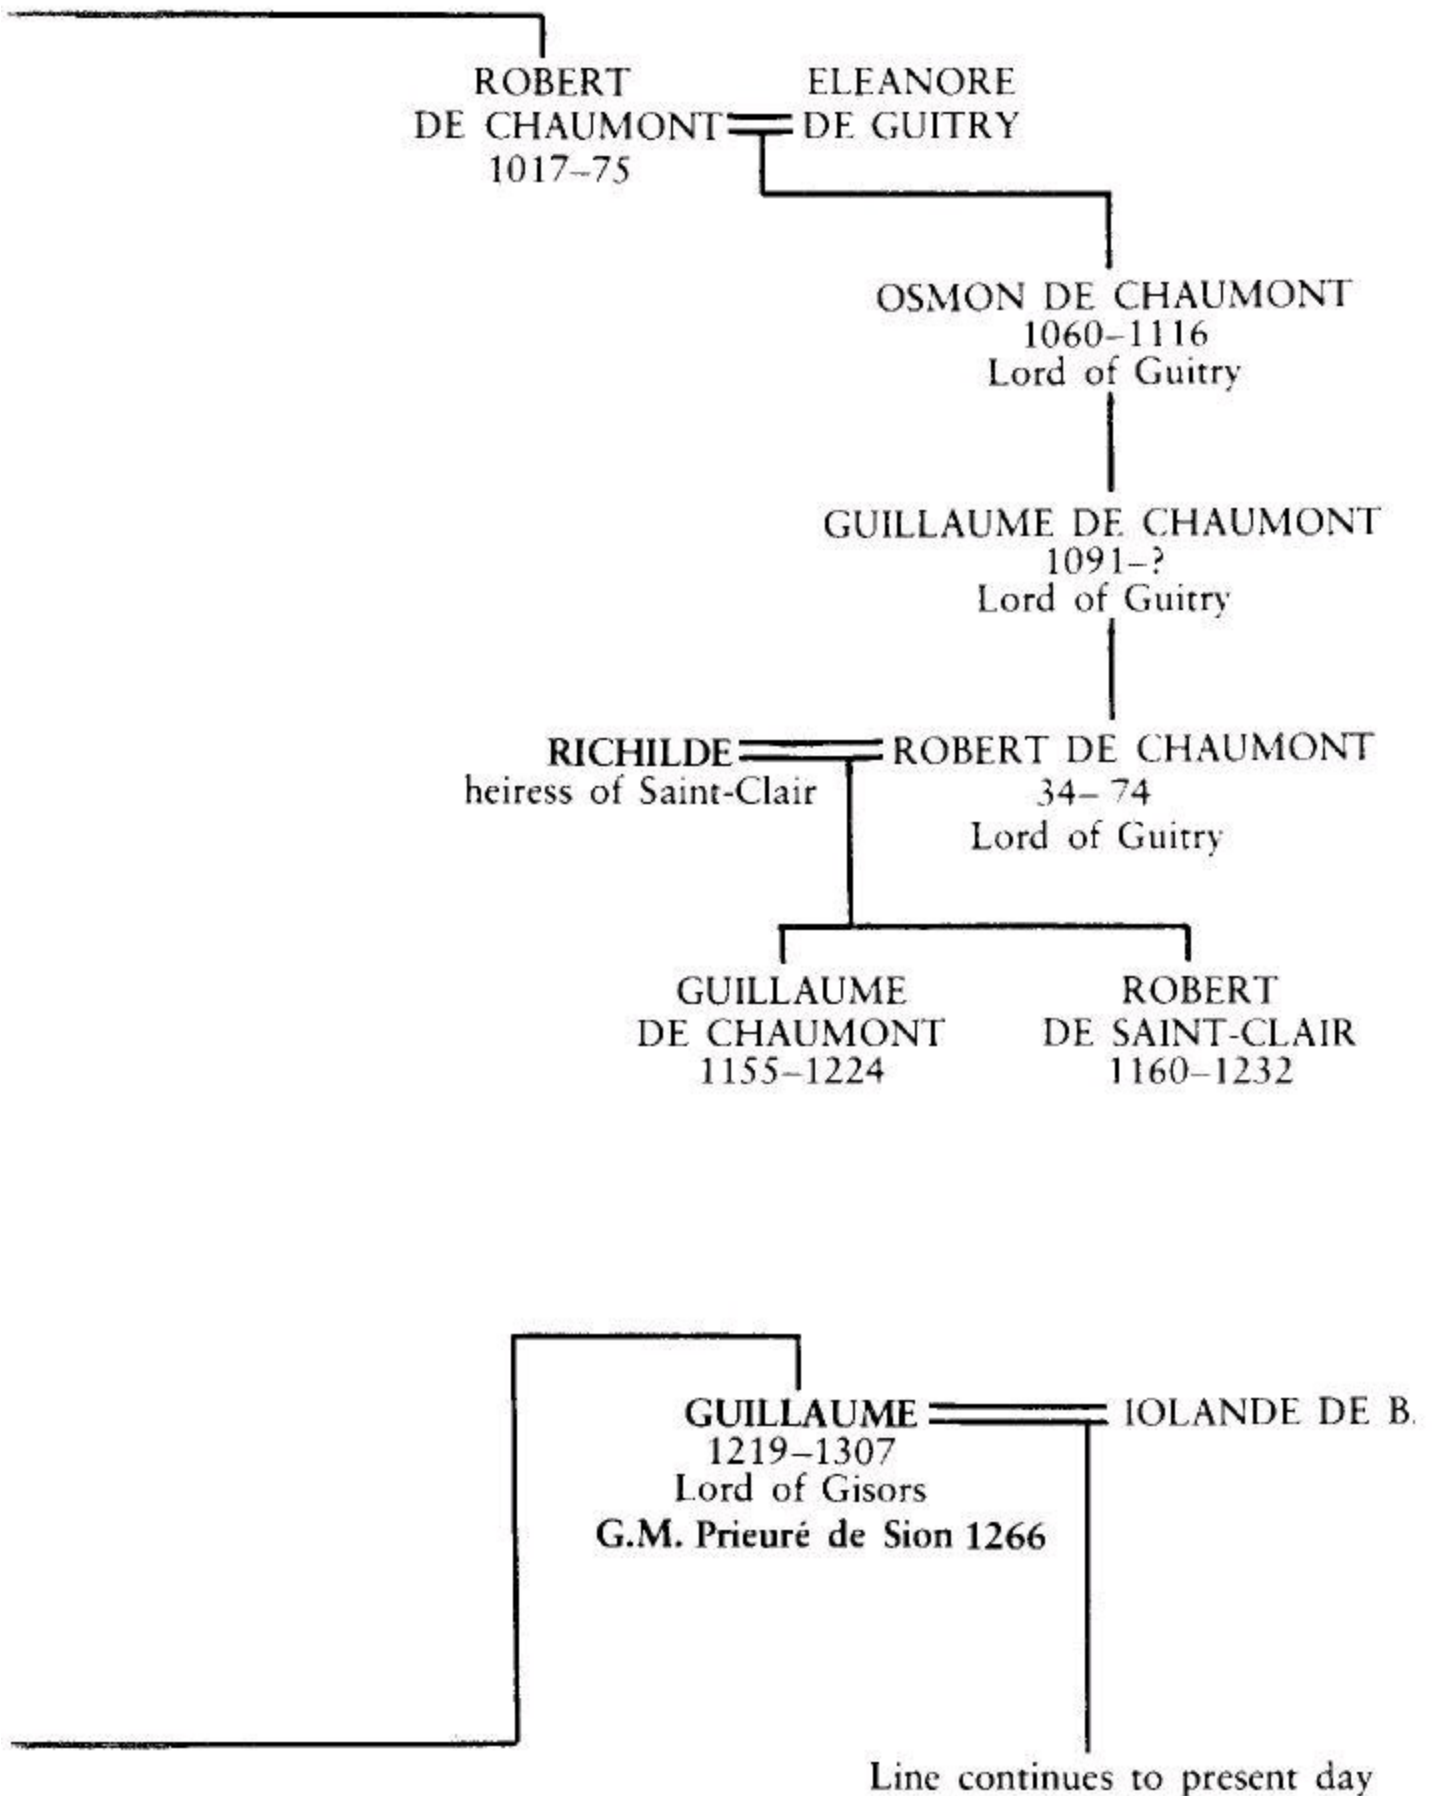 ROBERT
DE CHAUMONT
1017–75
ELEANORE
DE GUITRY
OSMON DE CHAUMONT
1060–1116
Lord of Guitry
GUILLAUME DE CHAUMONT
1091–?
Lord of Guitry
RICHILDE
heiress of Saint-Clair
ROBERT DE CHAUMONT
34– 74
Lord of Guitry
GUILLAUME
DE CHAUMONT
1155–1224
ROBERT
DE SAINT-CLAIR
1160–1232
GUILLAUME
1219–1307
Lord of Gisors
G.M. Prieuré de Sion 1266
IOLANDE DE B.
Line continues to present day